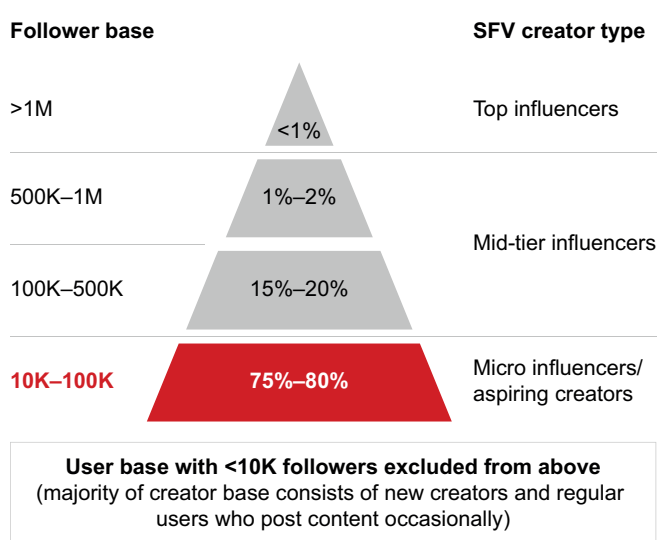 Follower base
SFV creator type
>1M
<1%
Top influencers
500K–1M
1%–2%
Mid-tier influencers
100K–500K
15%–20%
10K–100K
75%–80%
Micro influencers/
aspiring creators
User base with <10K followers excluded from above
(majority of creator base consists of new creators and regular
users who post content occasionally)